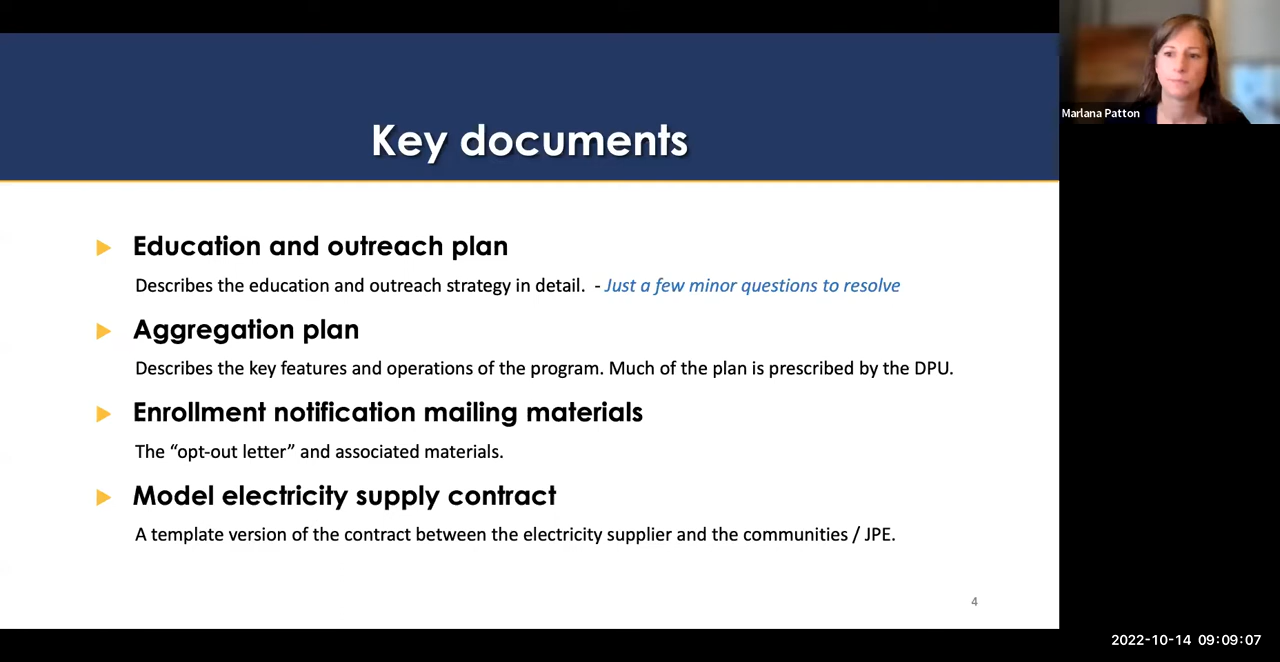 Key documents
Marlana Patton
Education and outreach plan
Describes the education and outreach strategy in detail. - Just a few minor questions to resolve
Aggregation plan
Describes the key features and operations of the program. Much of the plan is prescribed by the DPU.
Enrollment notification mailing materials
The “opt-out letter” and associated materials.
Model electricity supply contract
A template version of the contract between the electricity supplier and the communities / JPE.
4
2022-10-14 09:09:07